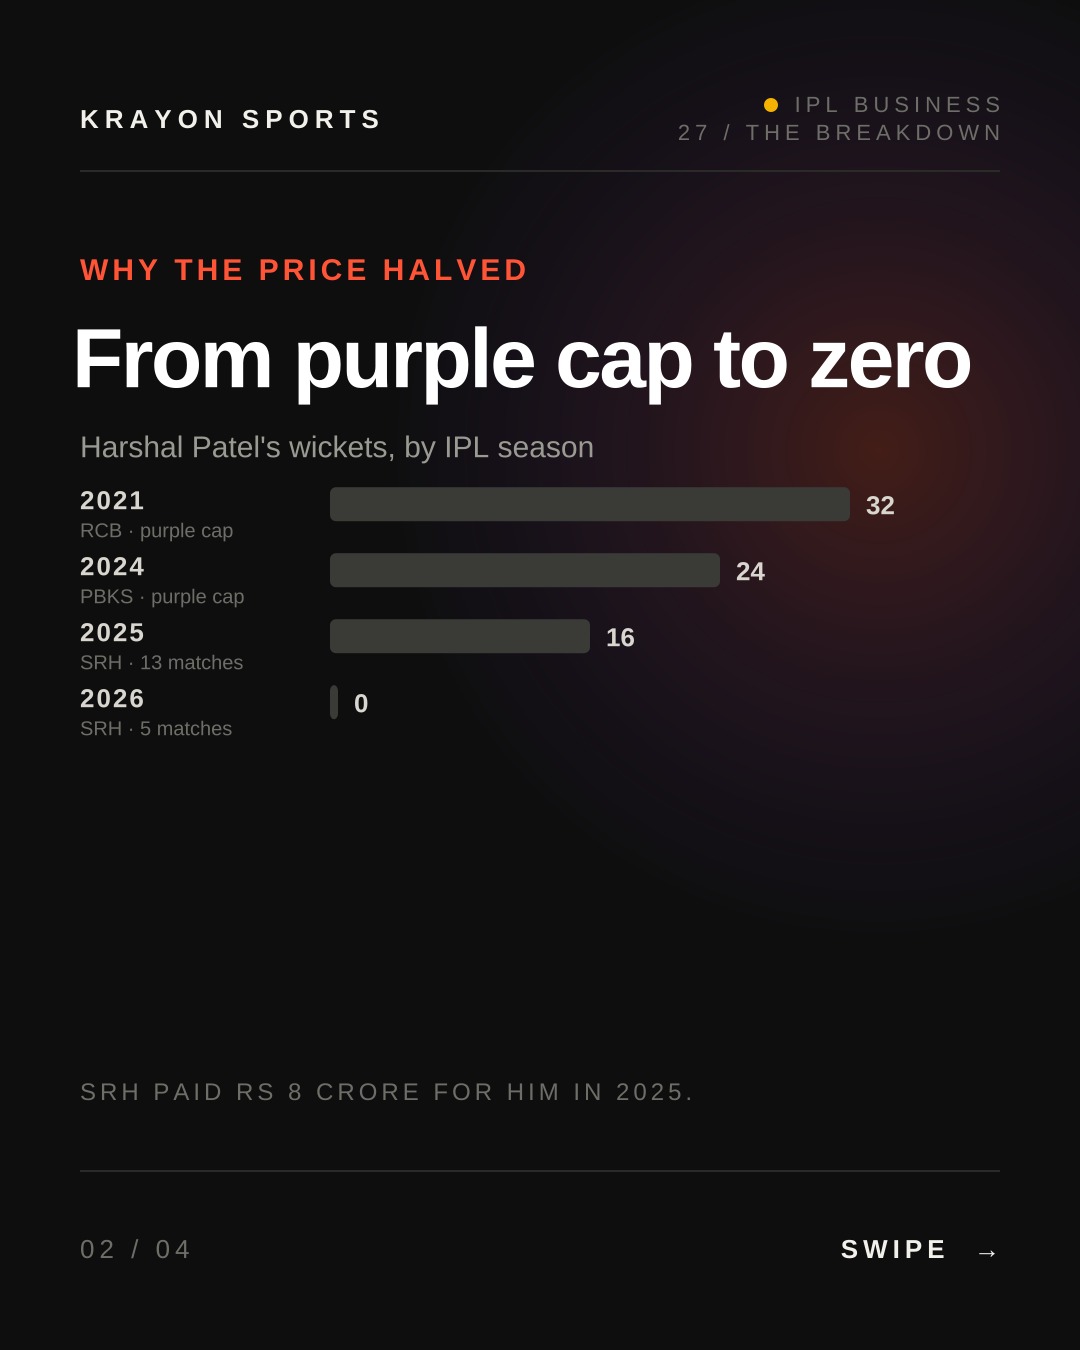 KRAYON SPORTS
IPL BUSINESS
27 / THE BREAKDOWN
WHY THE PRICE HALVED
From purple cap to zero
Harshal Patel's wickets, by IPL season
2021
RCB · purple cap
32
2024
PBKS · purple cap
24
2025
SRH · 13 matches
16
2026
SRH · 5 matches
0
SRH PAID RS 8 CRORE FOR HIM IN 2025.
02 / 04
SWIPE →